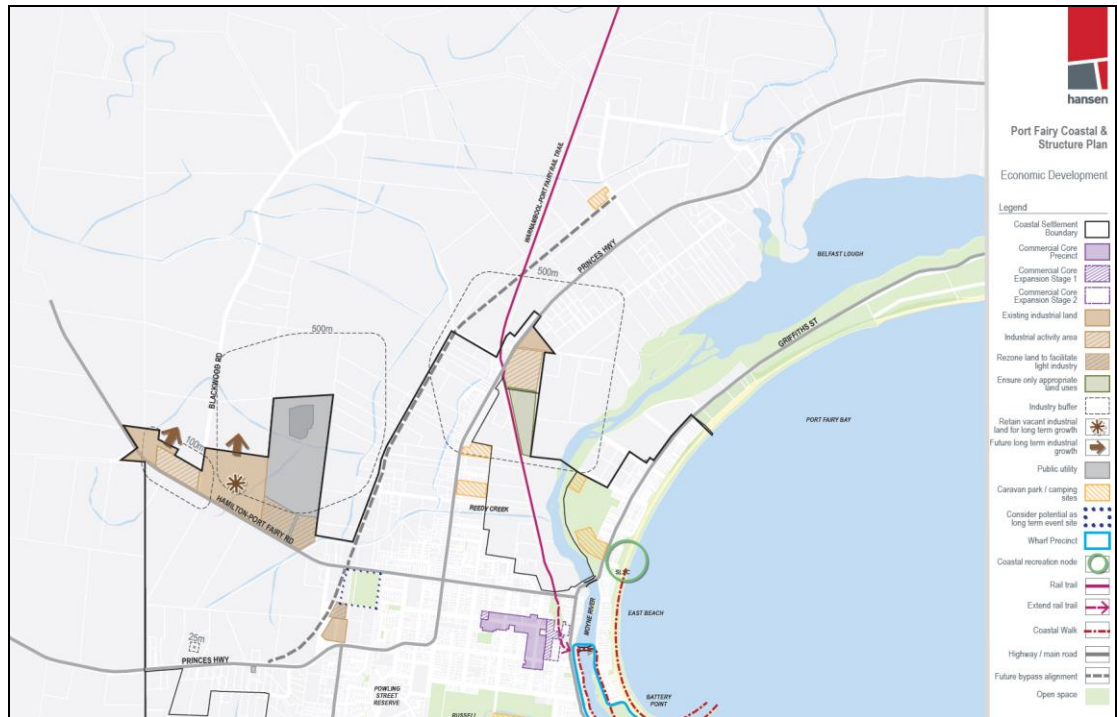 hansen
Port Fairy Coastal &
Structure Plan
Economic Development
Legend
Coastal Settlement
Boundary
Commercial Core
Precinct
Commercial Core
Expansion Stage 1
Commercial Core
Expansion Stage 2
Existing industrial land
Industrial activity area
Rezone land to facilitate
light industry
Ensure only appropriate
land uses
Industry buffer
Retain vacant industrial
land for long term growth
Future long term industrial
growth
Public utility
Caravan park / camping
sites
Consider potential as
long term event site
Wharf Precinct
Coastal recreation node
Rail trail
Extend rail trail
Coastal Walk
Highway / main road
Future bypass alignment
Open space
WARNAMBOOL-PORT FAIRY RAIL TRAIL
PRINCES HWY
BELFAST LOUGH
500m
500m
GRIFFITHS ST
BLACKWOOD RD
PORT FAIRY BAY
100m
HAMILTON-PORT FAIRY RD
REEDY CREEK
SLSC
EAST BEACH
MOYNE RIVER
25m
PRINCES HWY
POWLING
STREET
RESERVE
BATTERY
POINT
RUSSELL